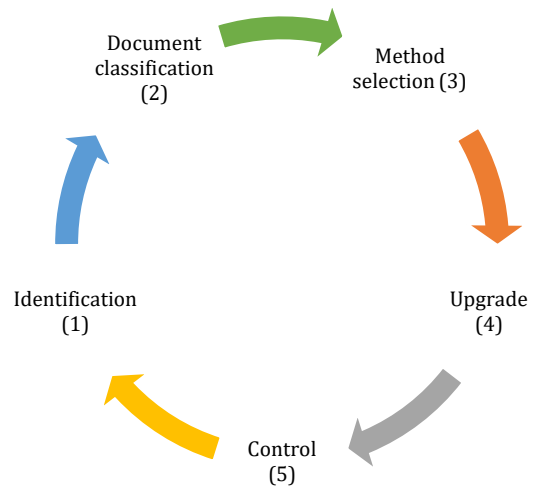 Document
classification
(2)
Method
selection (3)
Identification
(1)
Upgrade
(4)
Control
(5)